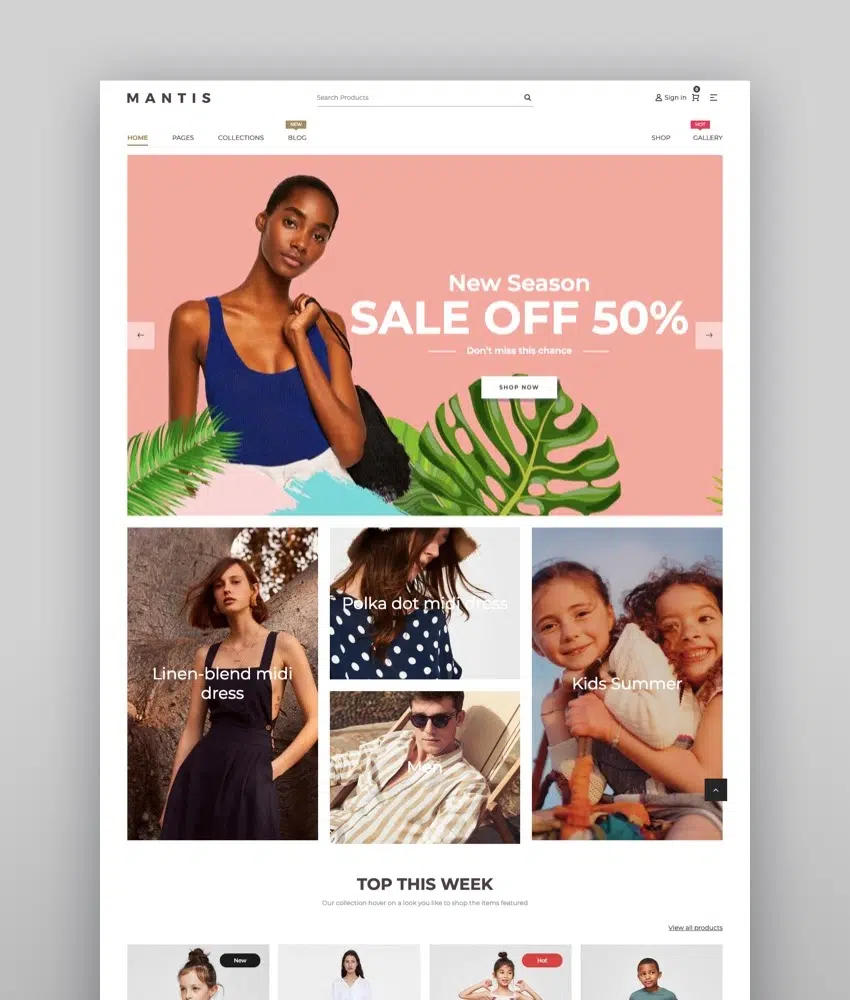 MANTIS
Search Products
Sign in
0
NEW
HOT
HOME PAGES COLLECTIONS BLOG SHOP GALLERY
New Season
SALE OFF 50%
Don't miss this chance
SHOP NOW
Linen-blend midi
dress
Polka dot midi dress
Men
Kids Summer
TOP THIS WEEK
Our collection hover on a look you like to shop the items featured
View all products
New
Hot